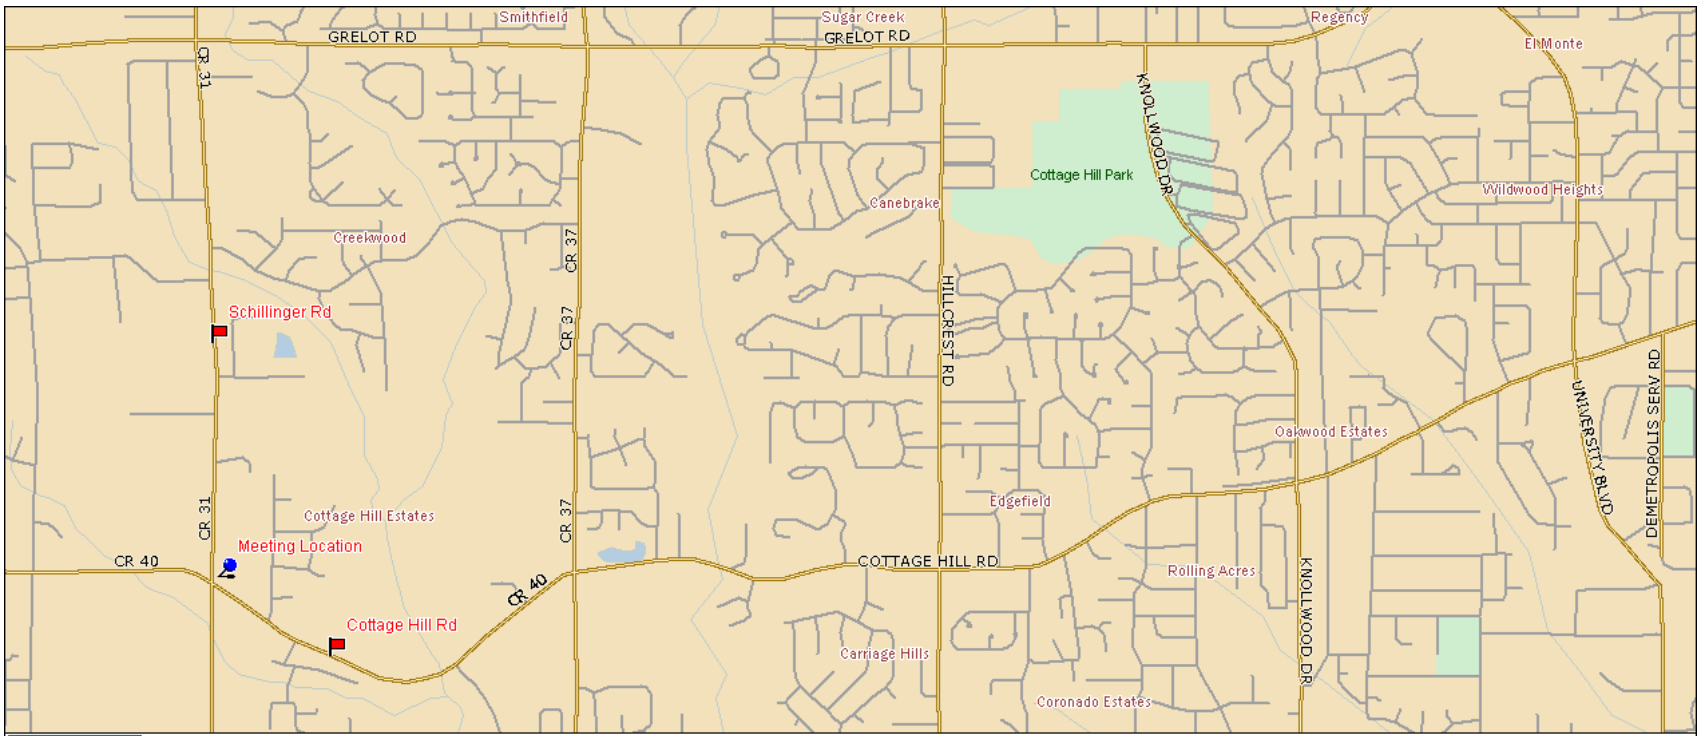 Smithfield
Sugar Creek
Regency
GRELOT RD
GRELOT RD
El Monte
CR 31
KNOLLWOOD DR
Cottage Hill Park
Wildwood Heights
Canebrake
Creekwood
CR 37
HILLCREST RD
Schillinger Rd
CR 37
UNIVERSITY BLVD
DEMETROPOLIS SERV RD
Oakwood Estates
CR 31
Cottage Hill Estates
CR 37
Edgefield
Meeting Location
CR 40
COTTAGE HILL RD
Rolling Acres
KNOLLWOOD DR
CR 40
Cottage Hill Rd
Carriage Hills
Coronado Estates